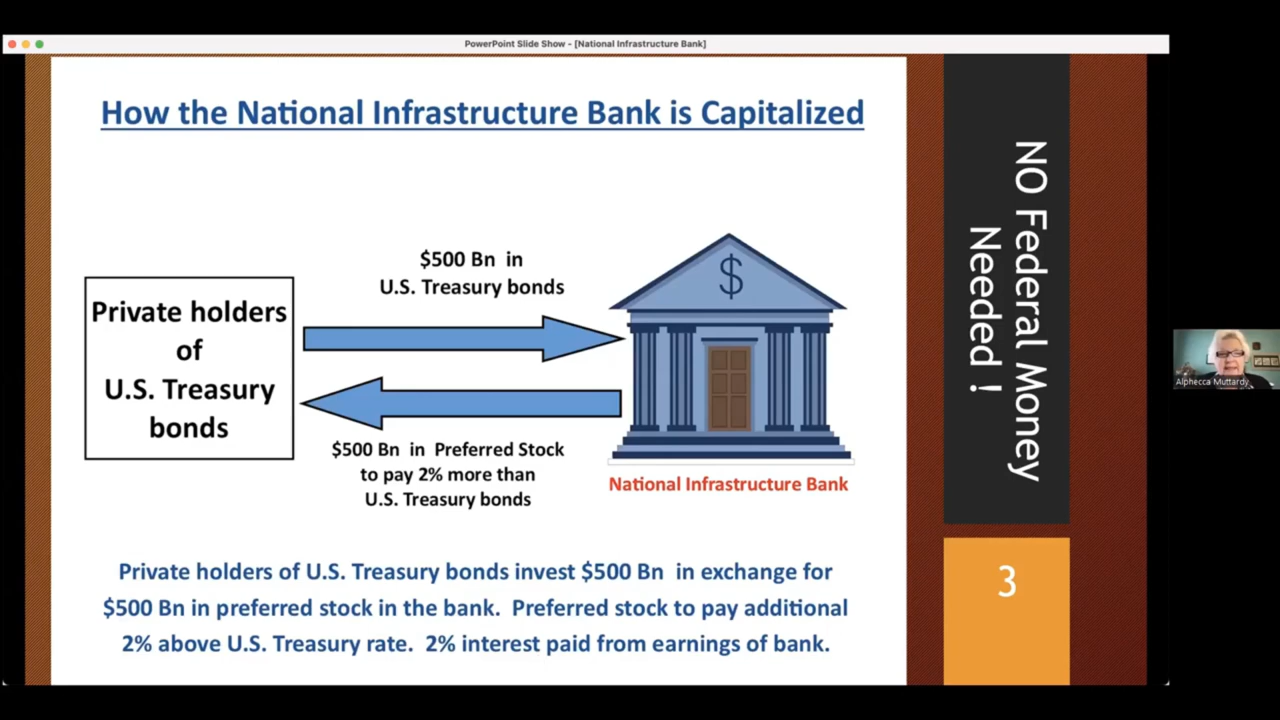 PowerPoint Slide Show - [National Infrastructure Bank]
How the National Infrastructure Bank is Capitalized
$500 Bn in
U.S. Treasury bonds
$
Private holders
of
U.S. Treasury
bonds
$500 Bn in Preferred Stock
to pay 2% more than
U.S. Treasury bonds
National Infrastructure Bank
Private holders of U.S. Treasury bonds invest $500 Bn in exchange for
$500 Bn in preferred stock in the bank. Preferred stock to pay additional
2% above U.S. Treasury rate. 2% interest paid from earnings of bank.
NO Federal Money
Needed !
3
Alphecca Muttardy